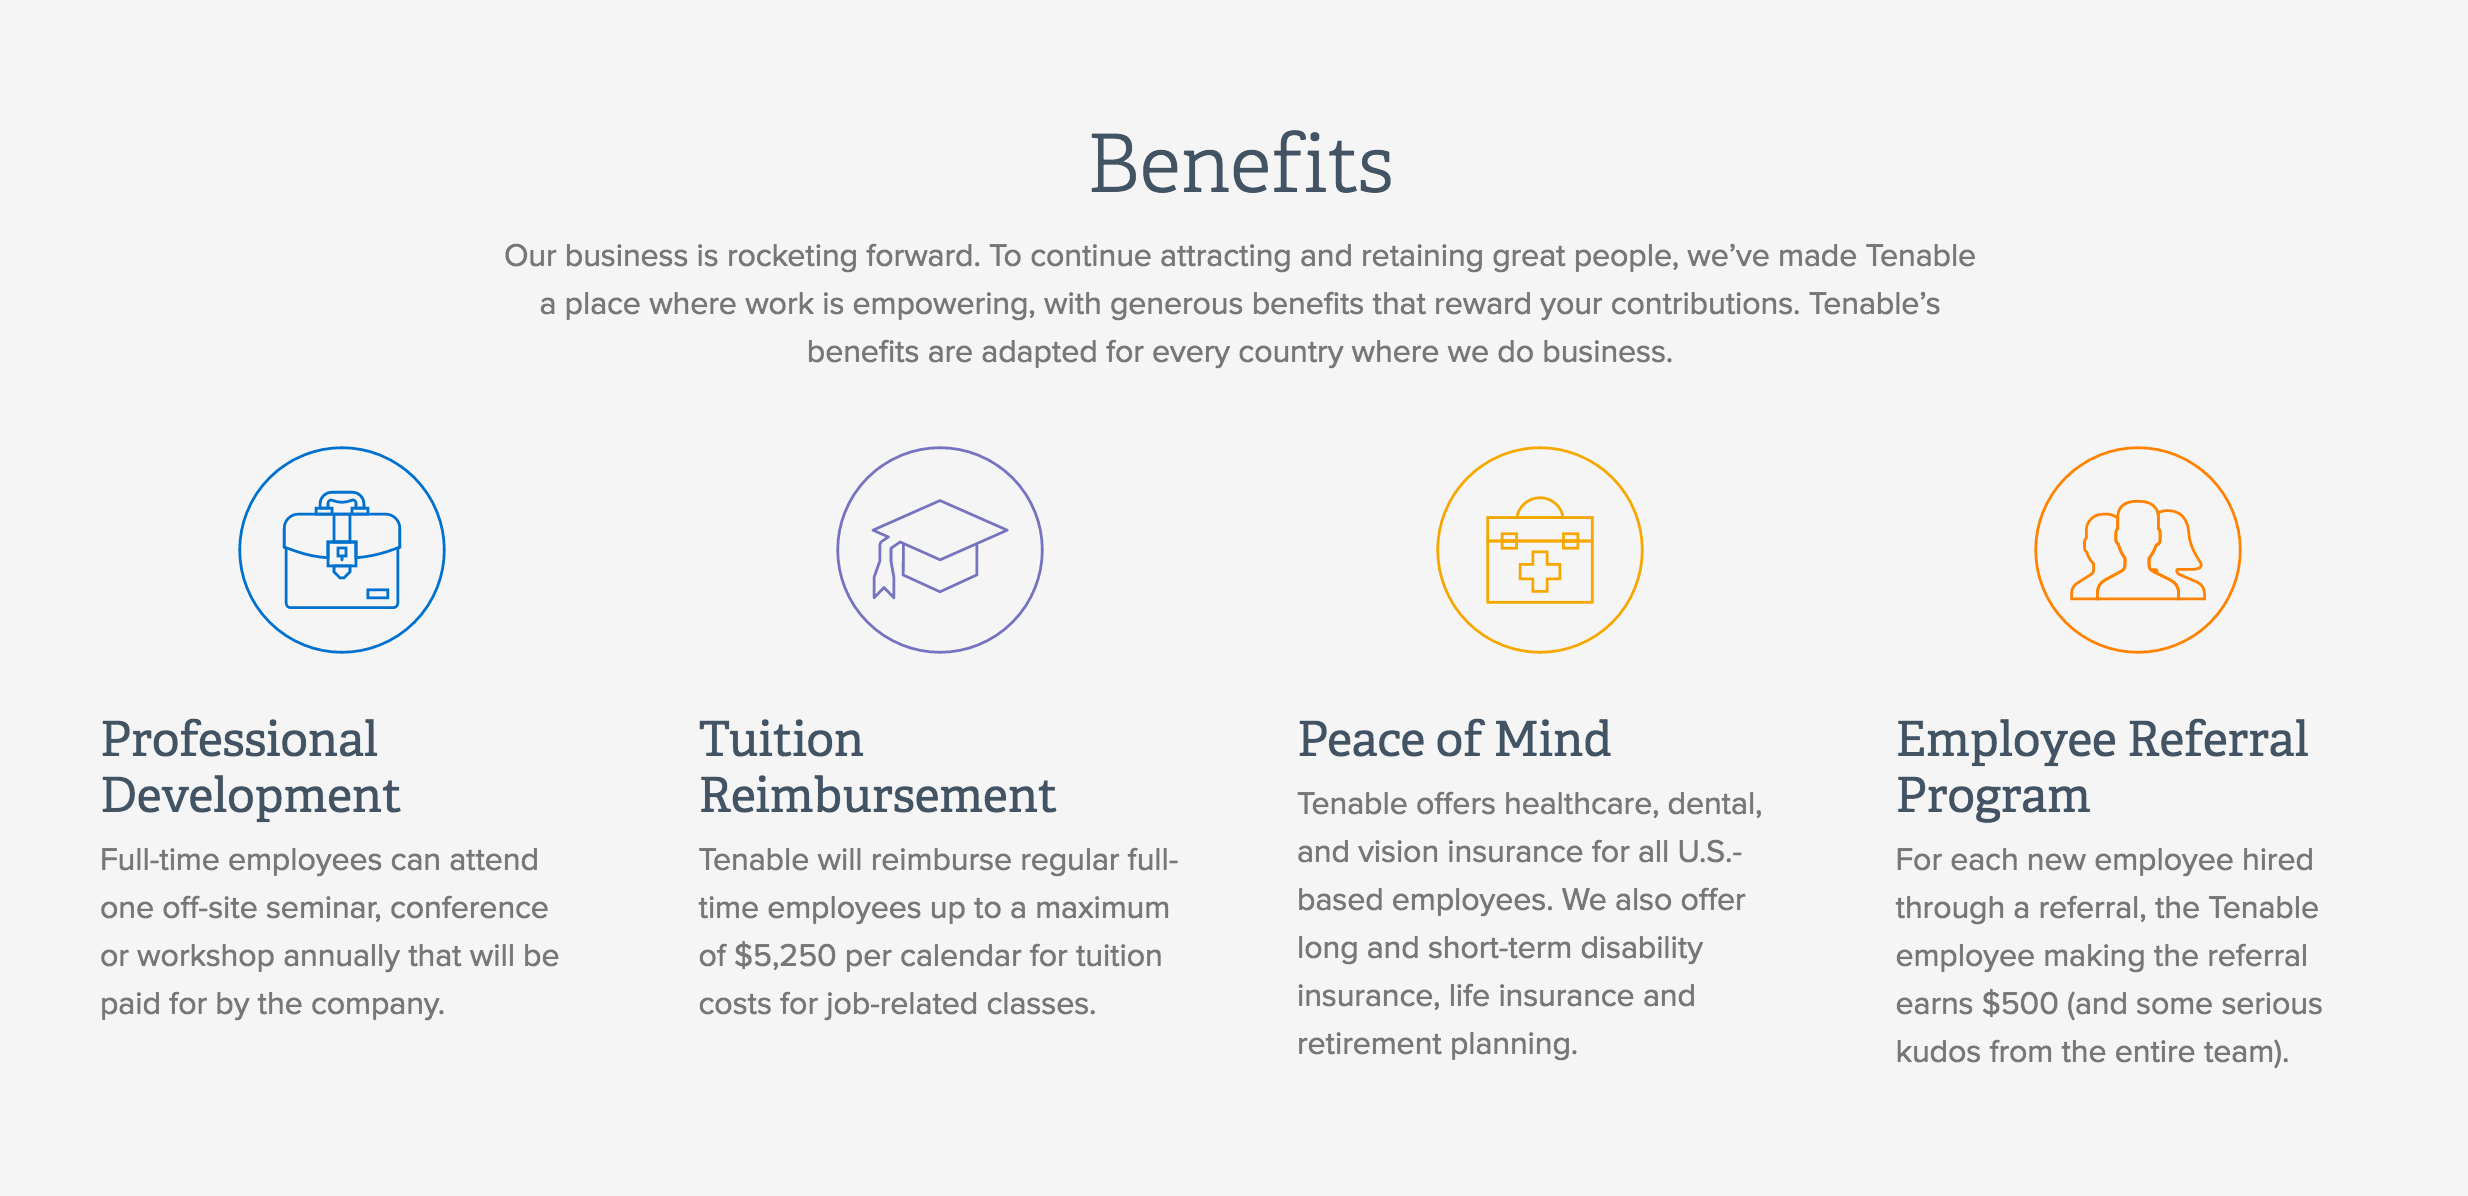 Benefits
Our business is rocketing forward. To continue attracting and retaining great people, we’ve made Tenable
a place where work is empowering, with generous benefits that reward your contributions. Tenable’s
benefits are adapted for every country where we do business.
Professional
Development
Full-time employees can attend
one off-site seminar, conference
or workshop annually that will be
paid for by the company.
Tuition
Reimbursement
Tenable will reimburse regular full-
time employees up to a maximum
of $5,250 per calendar for tuition
costs for job-related classes.
Peace of Mind
Tenable offers healthcare, dental,
and vision insurance for all U.S.-
based employees. We also offer
long and short-term disability
insurance, life insurance and
retirement planning.
Employee Referral
Program
For each new employee hired
through a referral, the Tenable
employee making the referral
earns $500 (and some serious
kudos from the entire team).